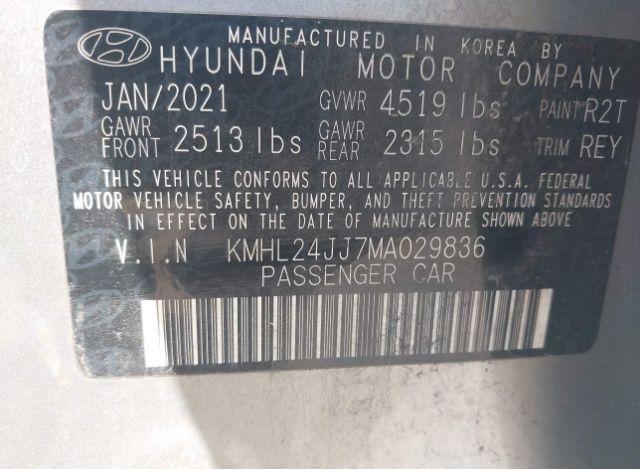 MANUFACTURED IN KOREA BY
HYUNDAI MOTOR COMPANY
JAN/2021 GVWR 4519 lbs PAINT R2T
GAWR FRONT 2513 lbs GAWR REAR 2315 lbs TRIM REY
THIS VEHICLE CONFORMS TO ALL APPLICABLE U.S.A. FEDERAL
MOTOR VEHICLE SAFETY, BUMPER, AND THEFT PREVENTION STANDARDS
IN EFFECT ON THE DATE OF MANUFACTURE SHOWN ABOVE
V.I.N KMHL24JJ7MA029836
PASSENGER CAR